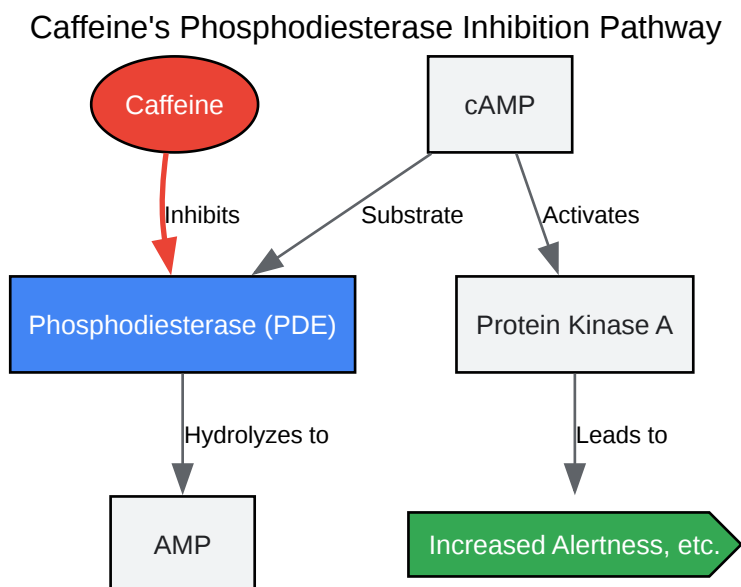 Caffeine's Phosphodiesterase Inhibition Pathway
Caffeine
cAMP
Inhibits
Substrate
Activates
Phosphodiesterase (PDE)
Protein Kinase A
Hydrolyzes to
Leads to
AMP
Increased Alertness, etc.